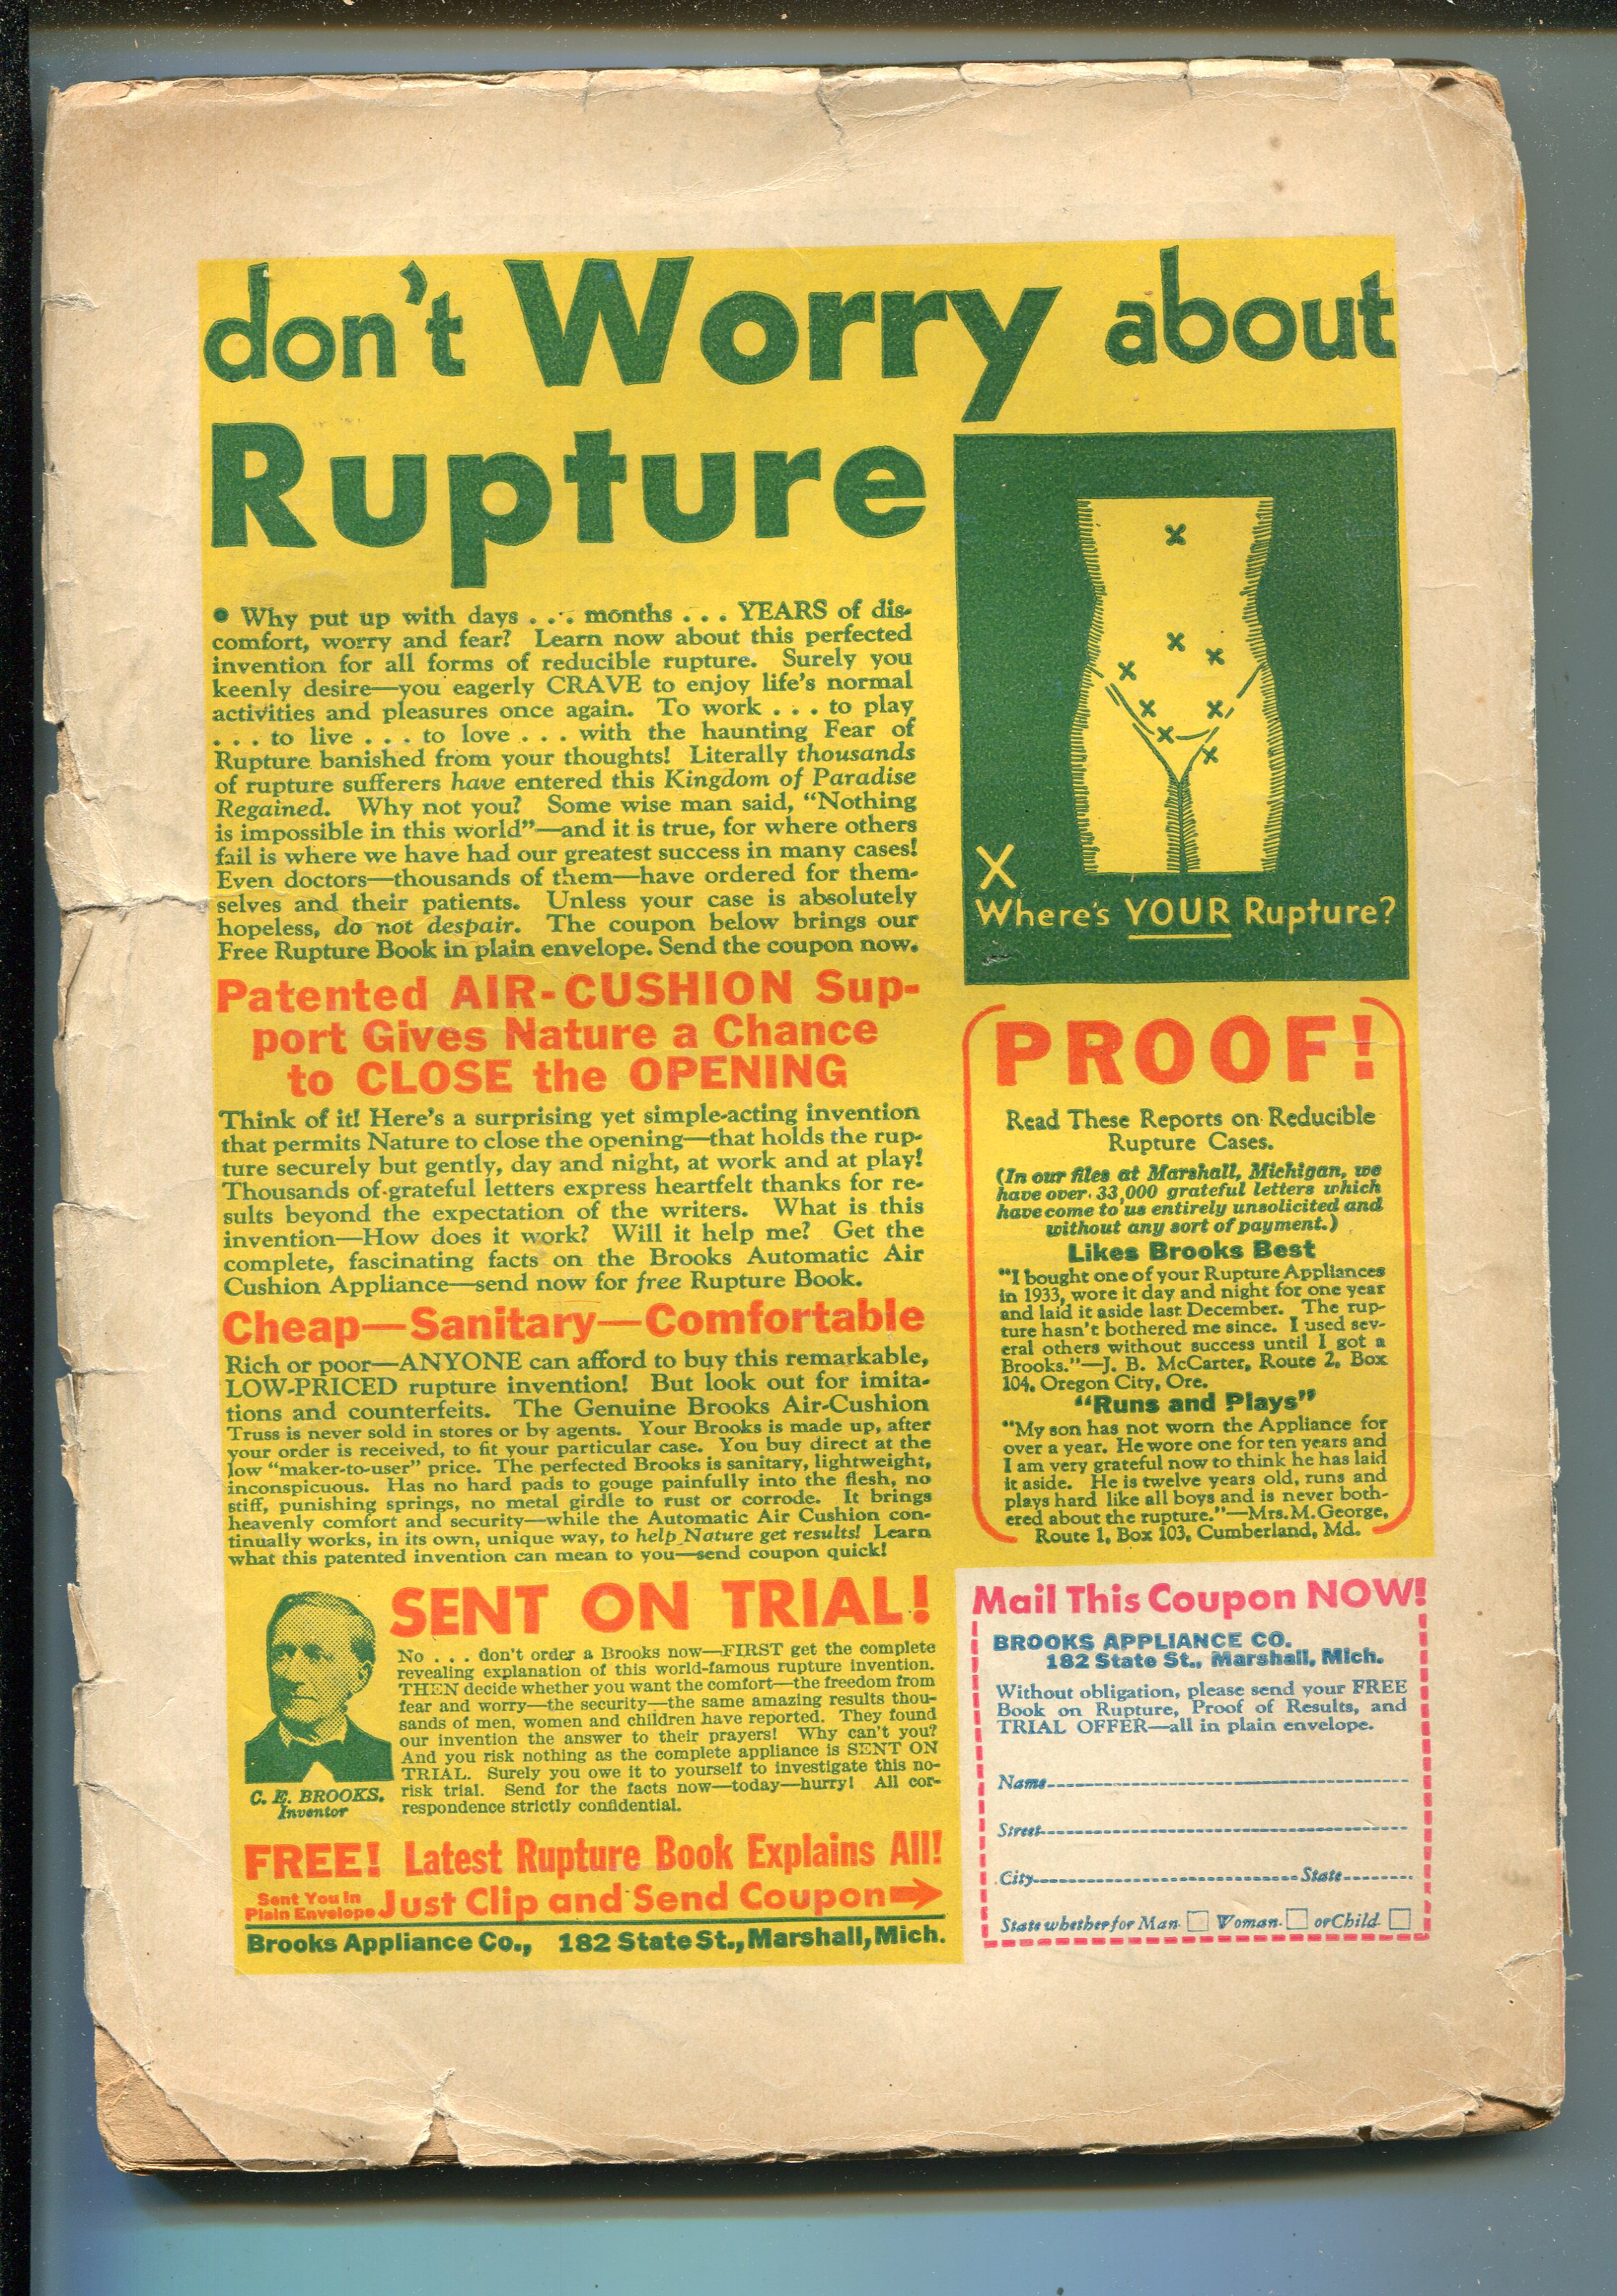 don't Worry about
Rupture
• Why put up with days . . . months . . . YEARS of dis-
comfort, worry and fear? Learn now about this perfected
invention for all forms of reducible rupture. Surely you
keenly desire—you eagerly CRAVE to enjoy life's normal
activities and pleasures once again. To work . . . to play
. . . to live . . . to love . . . with the haunting Fear of
Rupture banished from your thoughts! Literally thousands
of rupture sufferers have entered this Kingdom of Paradise
Regained. Why not you? Some wise man said, "Nothing
is impossible in this world"—and it is true, for where others
fail is where we have had our greatest success in many cases!
Even doctors—thousands of them—have ordered for them-
selves and their patients. Unless your case is absolutely
hopeless, do not despair. The coupon below brings our
Free Rupture Book in plain envelope. Send the coupon now.
X
Where's YOUR Rupture?
Patented AIR-CUSHION Sup-
port Gives Nature a Chance
to CLOSE the OPENING
Think of it! Here's a surprising yet simple-acting invention
that permits Nature to close the opening—that holds the rup-
ture securely but gently, day and night, at work and at play!
Thousands of grateful letters express heartfelt thanks for re-
sults beyond the expectation of the writers. What is this
invention—How does it work? Will it help me? Get the
complete, fascinating facts on the Brooks Automatic Air
Cushion Appliance—send now for free Rupture Book.
Cheap—Sanitary—Comfortable
Rich or poor—ANYONE can afford to buy this remarkable,
LOW-PRICED rupture invention! But look out for imita-
tions and counterfeits. The Genuine Brooks Air-Cushion
Truss is never sold in stores or by agents. Your Brooks is made up, after
your order is received, to fit your particular case. You buy direct at the
low "maker-to-user" price. The perfected Brooks is sanitary, lightweight,
inconspicuous. Has no hard pads to gouge painfully into the flesh, no
stiff, punishing springs, no metal girdle to rust or corrode. It brings
heavenly comfort and security—while the Automatic Air Cushion con-
tinually works, in its own, unique way, to help Nature get results! Learn
what this patented invention can mean to you—send coupon quick!
PROOF!
Read These Reports on Reducible
Rupture Cases.
(In our files at Marshall, Michigan, we
have over 33,000 grateful letters which
have come to us entirely unsolicited and
without any sort of payment.)
Likes Brooks Best
"I bought one of your Rupture Appliances
in 1933, wore it day and night for one year
and laid it aside last December. The rup-
ture hasn't bothered me since. I used sev-
eral others without success until I got a
Brooks."—J. B. McCarter, Route 2, Box
104, Oregon City, Ore.
"Runs and Plays"
"My son has not worn the Appliance for
over a year. He wore one for ten years and
I am very grateful now to think he has laid
it aside. He is twelve years old, runs and
plays hard like all boys and is never both-
ered about the rupture."—Mrs. M. George,
Route 1, Box 103, Cumberland, Md.
SENT ON TRIAL!
No . . . don't order a Brooks now—FIRST get the complete
revealing explanation of this world-famous rupture invention.
THEN decide whether you want the comfort—the freedom from
fear and worry—the security—the same amazing results thou-
sands of men, women and children have reported. They found
our invention the answer to their prayers! Why can't you?
And you risk nothing as the complete appliance is SENT ON
TRIAL. Surely you owe it to yourself to investigate this no-
risk trial. Send for the facts now—today—hurry! All cor-
respondence strictly confidential.
C. E. BROOKS,
Inventor
FREE! Latest Rupture Book Explains All!
Sent You in
Plain Envelope
Just Clip and Send Coupon
Brooks Appliance Co., 182 State St., Marshall, Mich.
Mail This Coupon NOW!
BROOKS APPLIANCE CO.
182 State St., Marshall, Mich.
Without obligation, please send your FREE
Book on Rupture, Proof of Results, and
TRIAL OFFER—all in plain envelope.
Name
Street
City State
State whether for Man Woman or Child